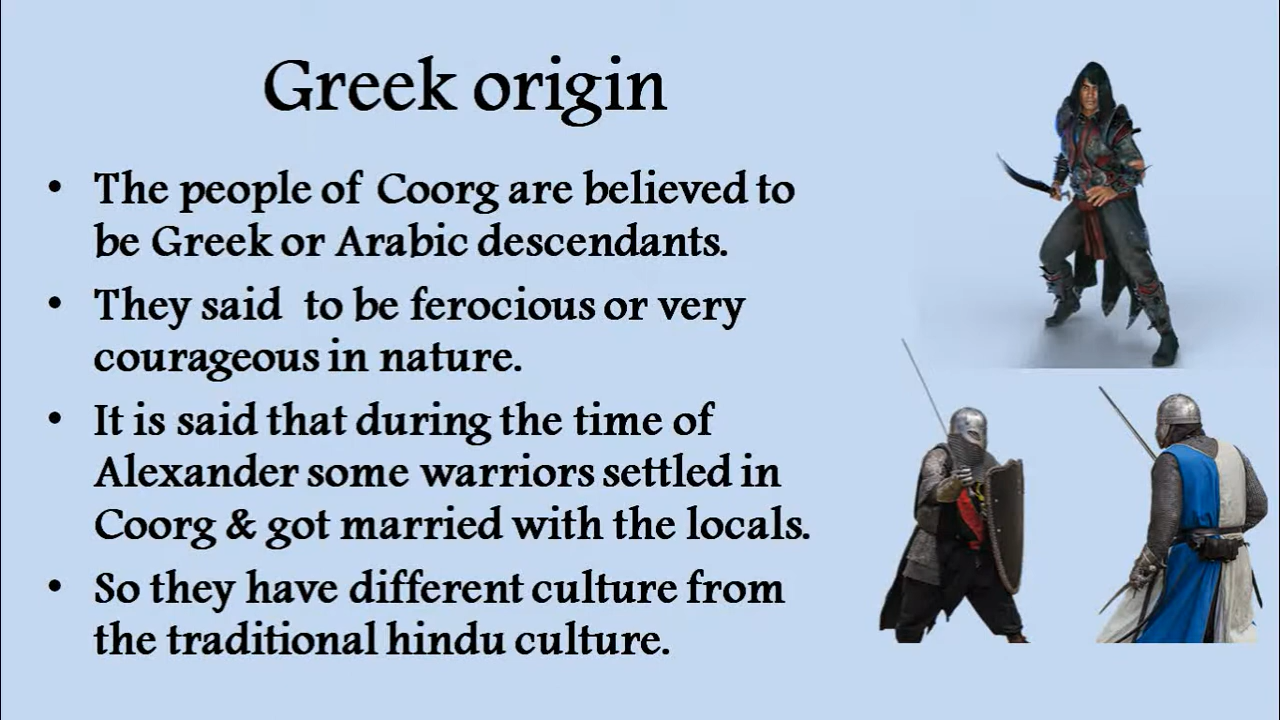 Greek origin
• The people of Coorg are believed to
be Greek or Arabic descendants.
• They said  to be ferocious or very
courageous in nature.
• It is said that during the time of
Alexander some warriors settled in
Coorg & got married with the locals.
• So they have different culture from
the traditional hindu culture.